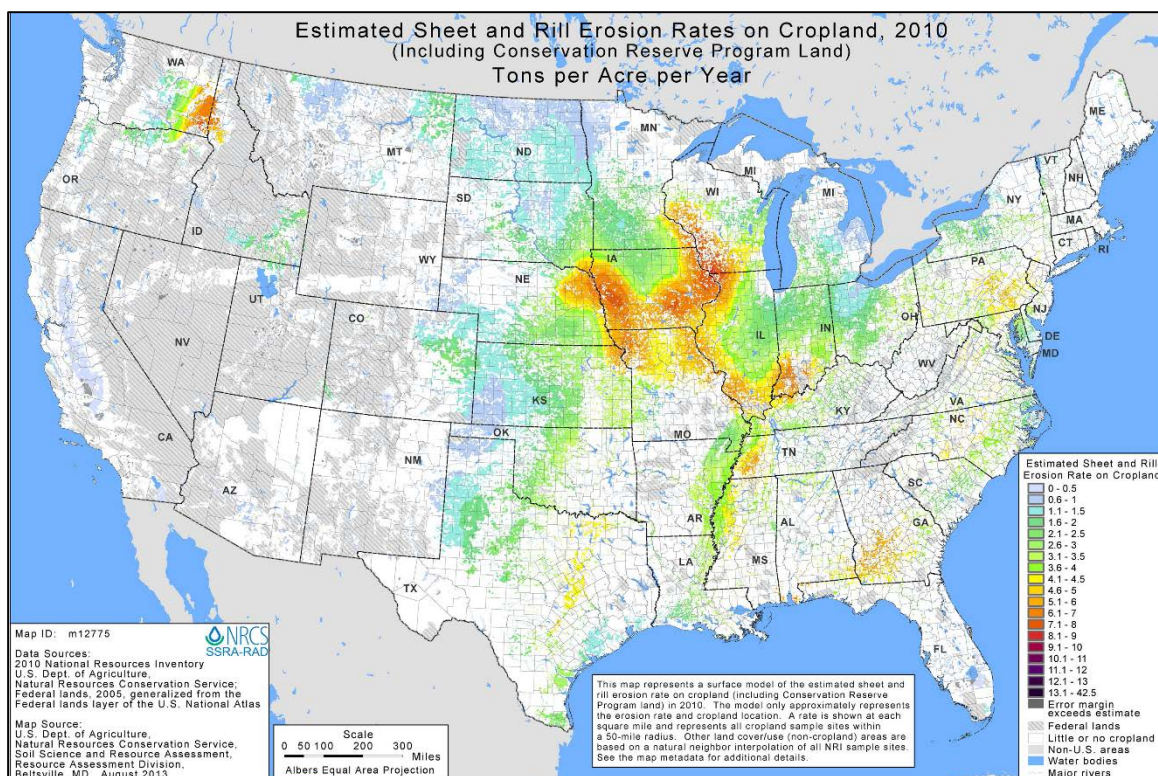 Estimated Sheet and Rill Erosion Rates on Cropland, 2010
(Including Conservation Reserve Program Land)
Tons per Acre per Year
WA
MT
ND
MN
ME
OR
ID
SD
WI
MI
MI
VT
NH
NY
MA
CT
RI
WY
NE
IA
PA
NJ
NV
UT
CO
IL
IN
OH
DE
MD
WV
VA
CA
KS
MO
KY
NC
AZ
NM
OK
AR
TN
SC
TX
LA
MS
AL
GA
FL
Estimated Sheet and Rill
Erosion Rate on Cropland
0 - 0.5
0.6 - 1
1.1 - 1.5
1.6 - 2
2.1 - 2.5
2.6 - 3
3.1 - 3.5
3.6 - 4
4.1 - 4.5
4.6 - 5
5.1 - 6
6.1 - 7
7.1 - 8
8.1 - 9
9.1 - 10
10.1 - 11
11.1 - 12
12.1 - 13
13.1 - 42.5
Error margin
exceeds estimate
Federal lands
Little or no cropland
Non-U.S. areas
Water bodies
Major rivers
Map ID: m12775
NRCS
SSRA-RAD
Data Sources:
2010 National Resources Inventory
U.S. Dept. of Agriculture,
Natural Resources Conservation Service;
Federal lands, 2005, generalized from the
Federal lands layer of the U.S. National Atlas
Map Source:
U.S. Dept. of Agriculture,
Natural Resources Conservation Service,
Soil Science and Resource Assessment,
Resource Assessment Division,
Beltsville, MD August 2013
Scale
0 50 100 200 300
Miles
Albers Equal Area Projection
This map represents a surface model of the estimated sheet and
rill erosion rate on cropland (including Conservation Reserve
Program land) in 2010. The model only approximately represents
the erosion rate and cropland location. A rate is shown at each
square mile and represents all cropland sample sites within
a 50-mile radius. Other land cover/use (non-cropland) areas are
based on a natural neighbor interpolation of all NRI sample sites.
See the map metadata for additional details.